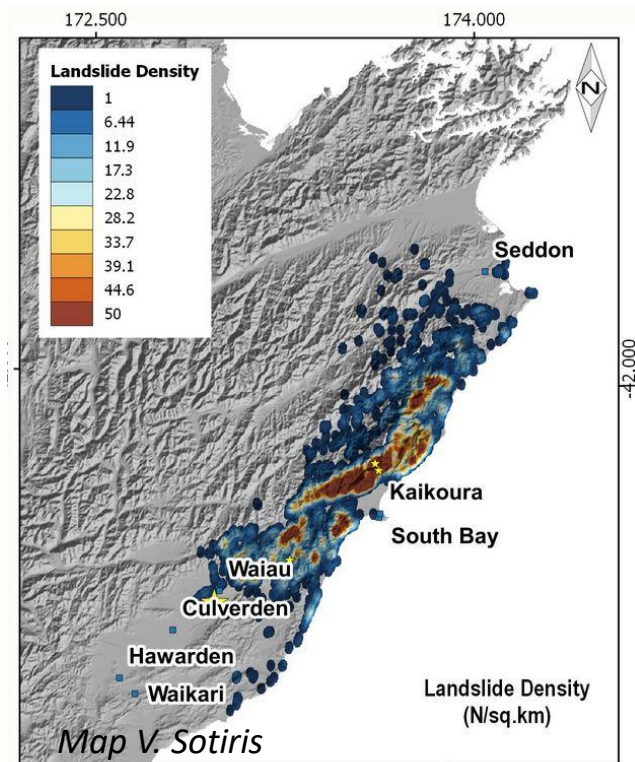 172.500 174.000
Landslide Density
1
6.44
11.9
17.3
22.8
28.2
33.7
39.1
44.6
50
N
Seddon
-42.000
Kaikoura
South Bay
Waiau
Culverden
Hawarden
Waikari
Landslide Density
(N/sq.km)
Map V. Sotiris